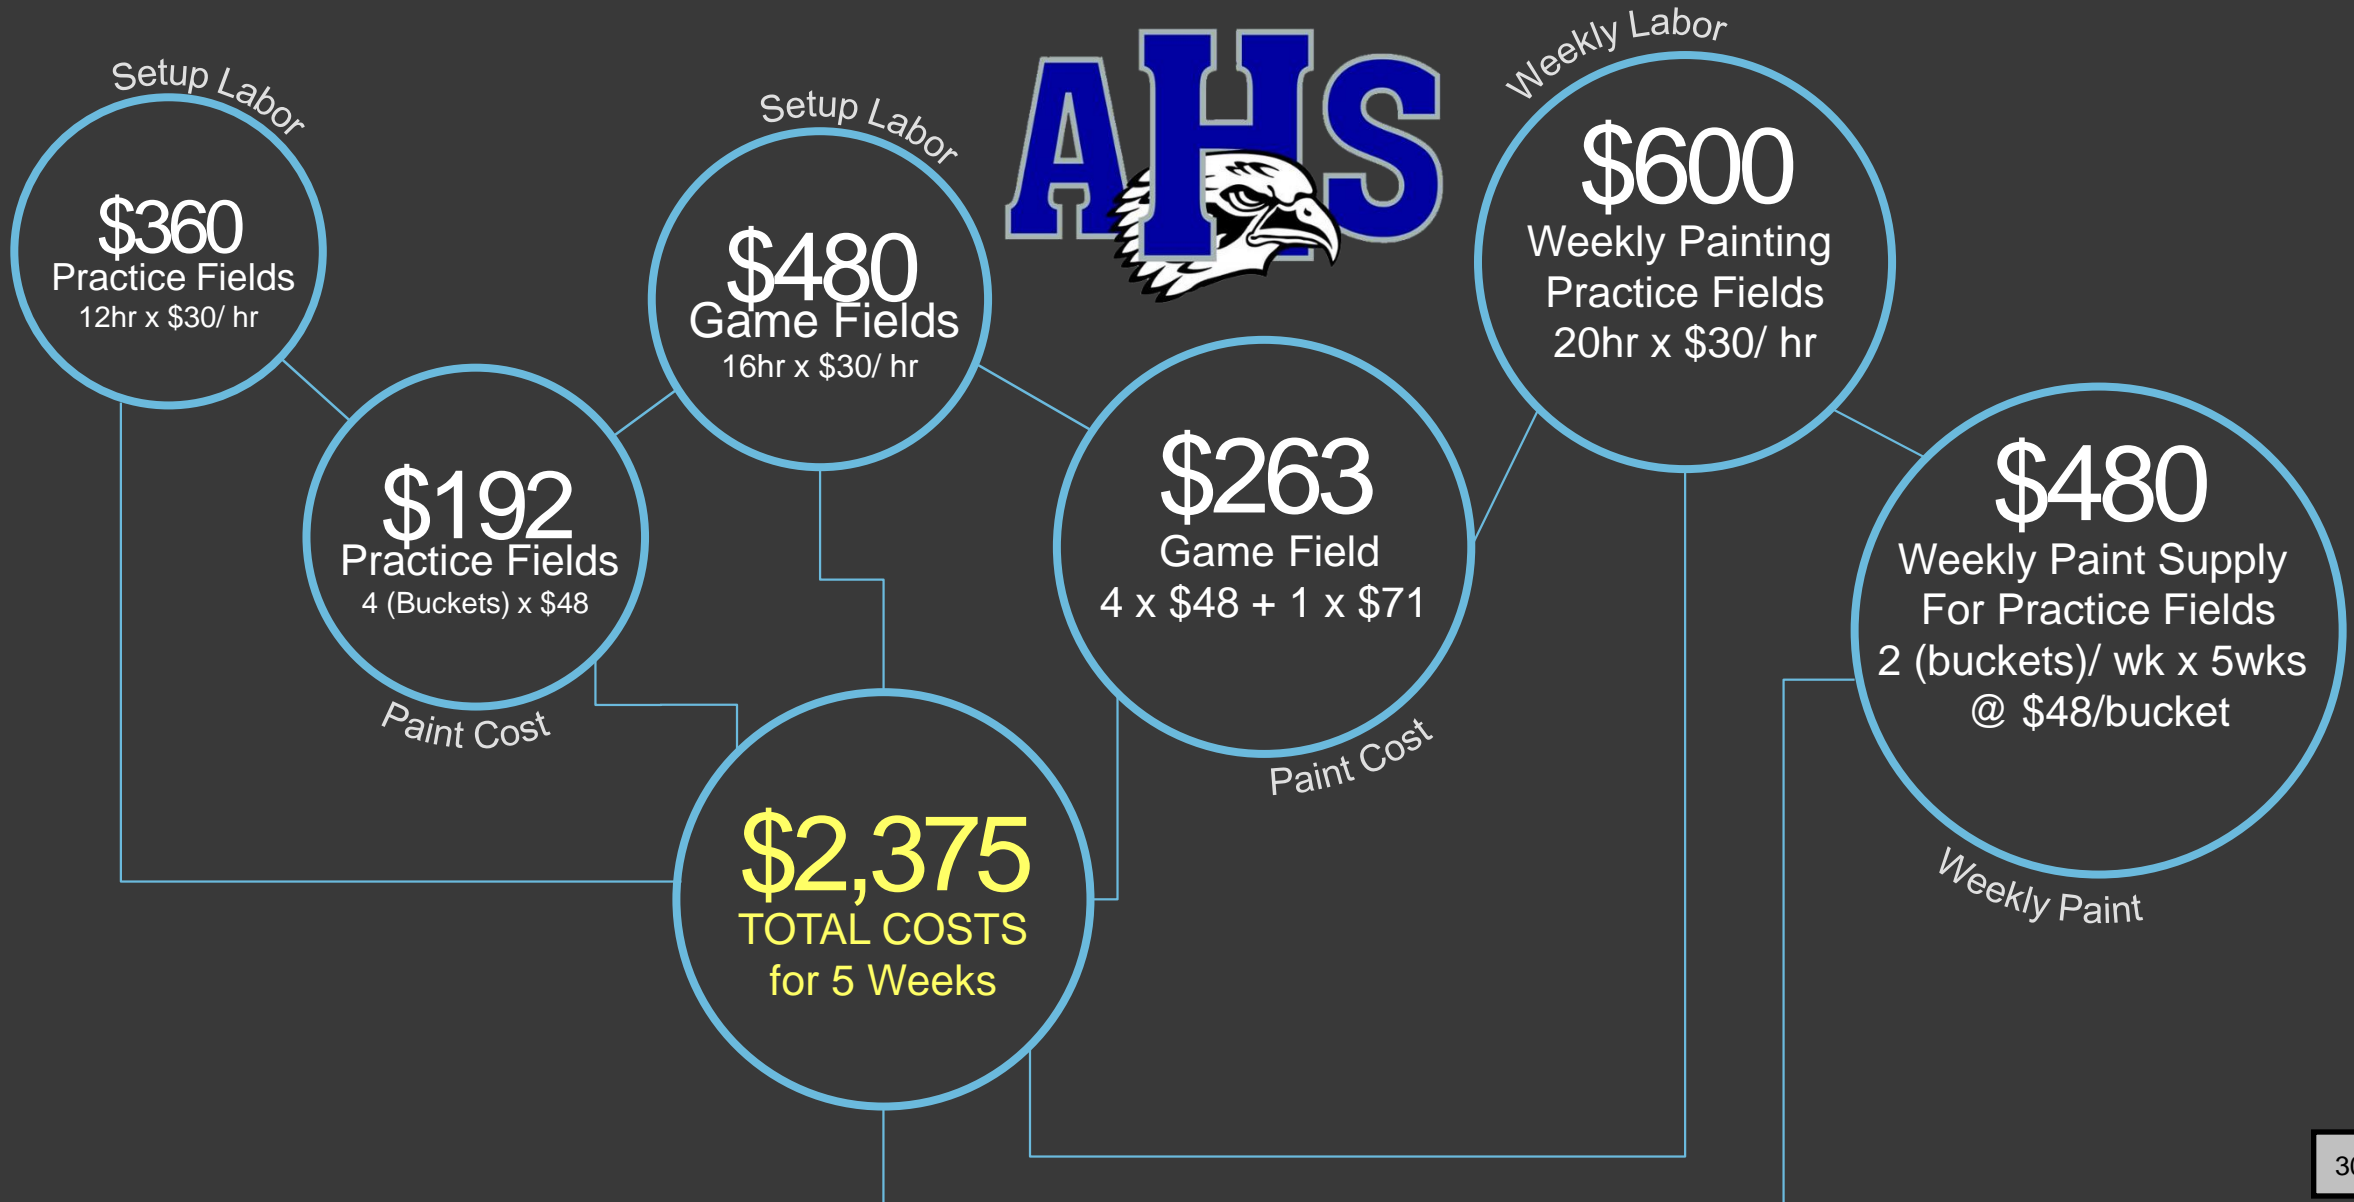 Setup Labor
$360
Practice Fields
12hr x $30/ hr
$192
Practice Fields
4 (Buckets) x $48
Paint Cost
Setup Labor
$480
Game Fields
16hr x $30/ hr
AHS
$263
Game Field
4 x $48 + 1 x $71
Paint Cost
Weekly Labor
$600
Weekly Painting
Practice Fields
20hr x $30/ hr
$480
Weekly Paint Supply
For Practice Fields
2 (buckets)/ wk x 5wks
@ $48/bucket
Weekly Paint
$2,375
TOTAL COSTS
for 5 Weeks